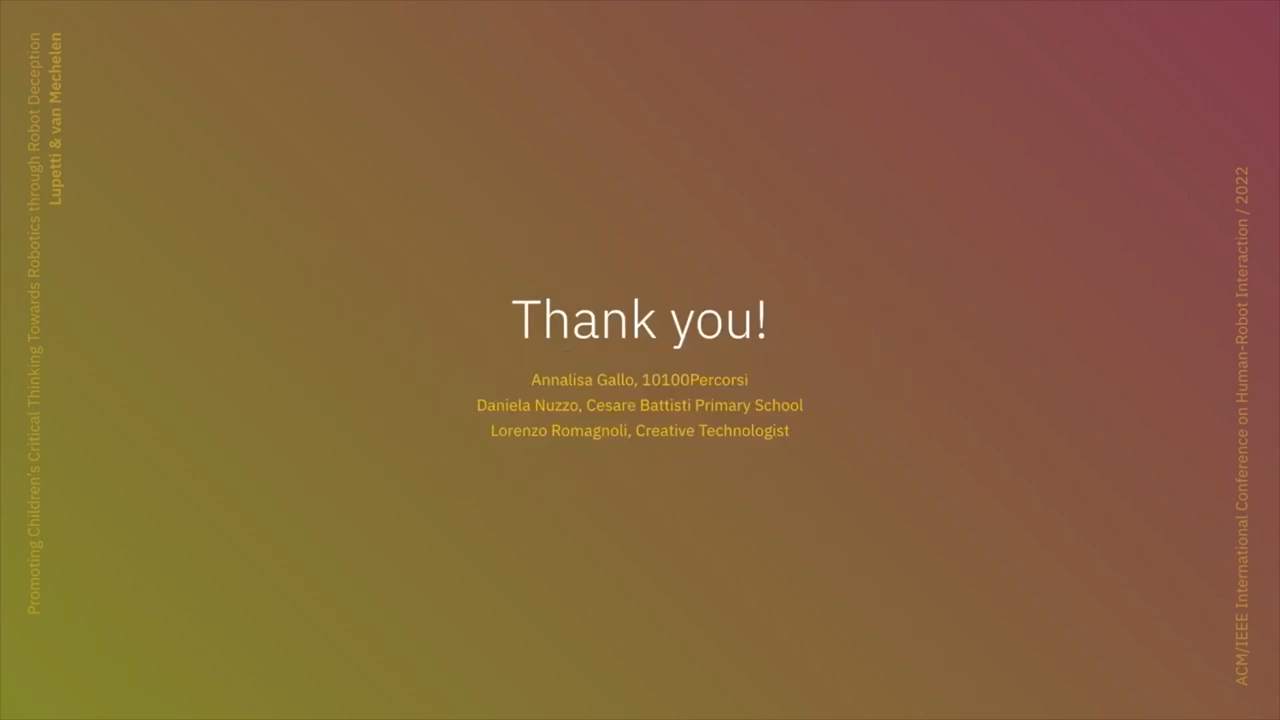 Promoting Children's Critical Thinking Towards Robotics through Robot Deception
Lupetti & van Mechelen
Thank you!
Annalisa Gallo, 10100Percorsi
Daniela Nuzzo, Cesare Battisti Primary School
Lorenzo Romagnoli, Creative Technologist
ACM/IEEE International Conference on Human-Robot Interaction / 2022